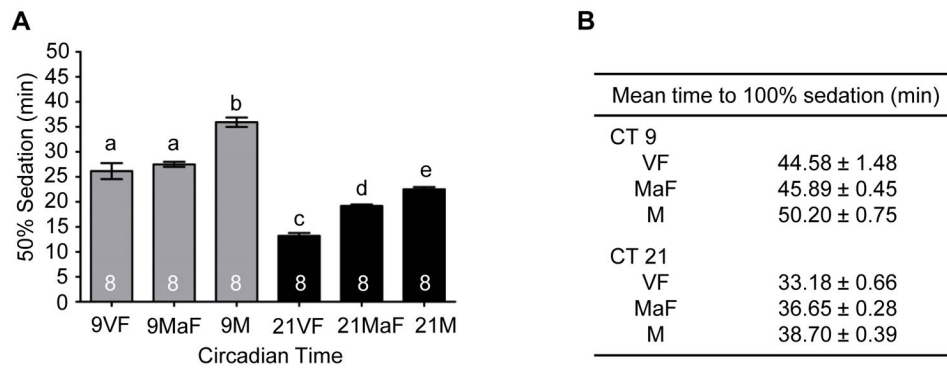 A
50% Sedation (min)
50
45
40
35
30
25
20
15
10
5
0
a
a
b
c
d
e
8
8
8
8
8
8
9VF
9MaF
9M
21VF
21MaF
21M
Circadian Time
B
Mean time to 100% sedation (min)
CT 9
VF 44.58 ± 1.48
MaF 45.89 ± 0.45
M 50.20 ± 0.75
CT 21
VF 33.18 ± 0.66
MaF 36.65 ± 0.28
M 38.70 ± 0.39